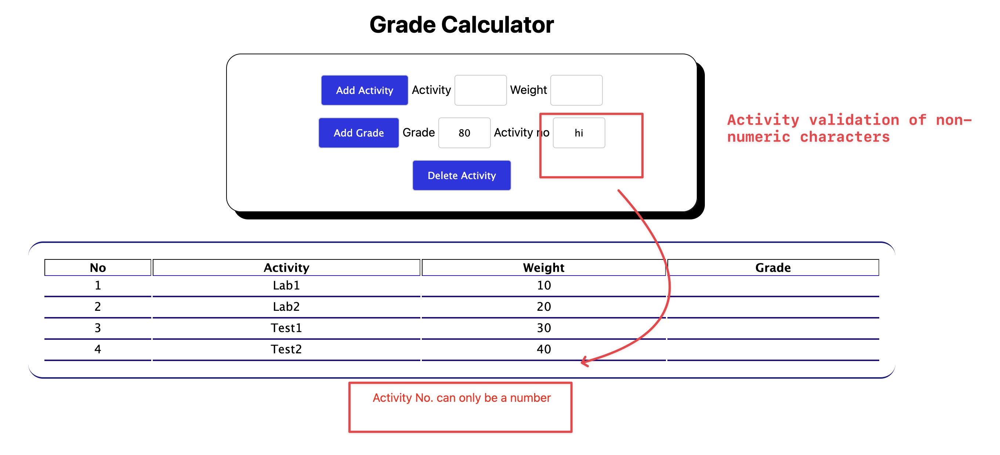 Grade Calculator
Add Activity Activity Weight
Activity validation of non-
numeric characters
Add Grade Grade 80 Activity no hi
Delete Activity
No Activity Weight Grade
1 Lab1 10
2 Lab2 20
3 Test1 30
4 Test2 40
Activity No. can only be a number